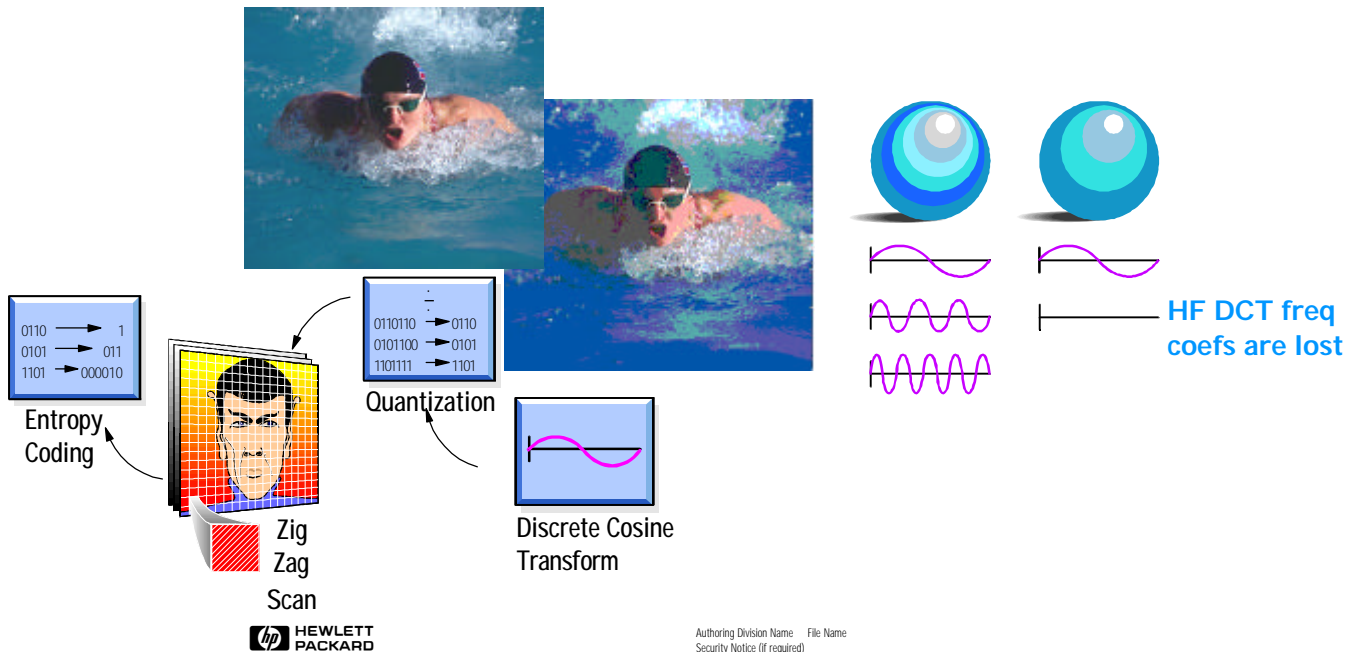 0110 → 1
0101 → 011
1101 → 000010
Entropy
Coding
0110110 → 0110
0101100 → 0101
1101111 → 1101
Quantization
Zig
Zag
Scan
Discrete Cosine
Transform
HF DCT freq
coefs are lost
hp HEWLETT
PACKARD
Authoring Division Name File Name
Security Notice (if required)